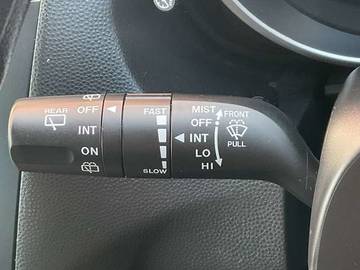 REAR
OFF
INT
ON
FAST
SLOW
MIST
OFF
INT
LO
HI
FRONT
PULL